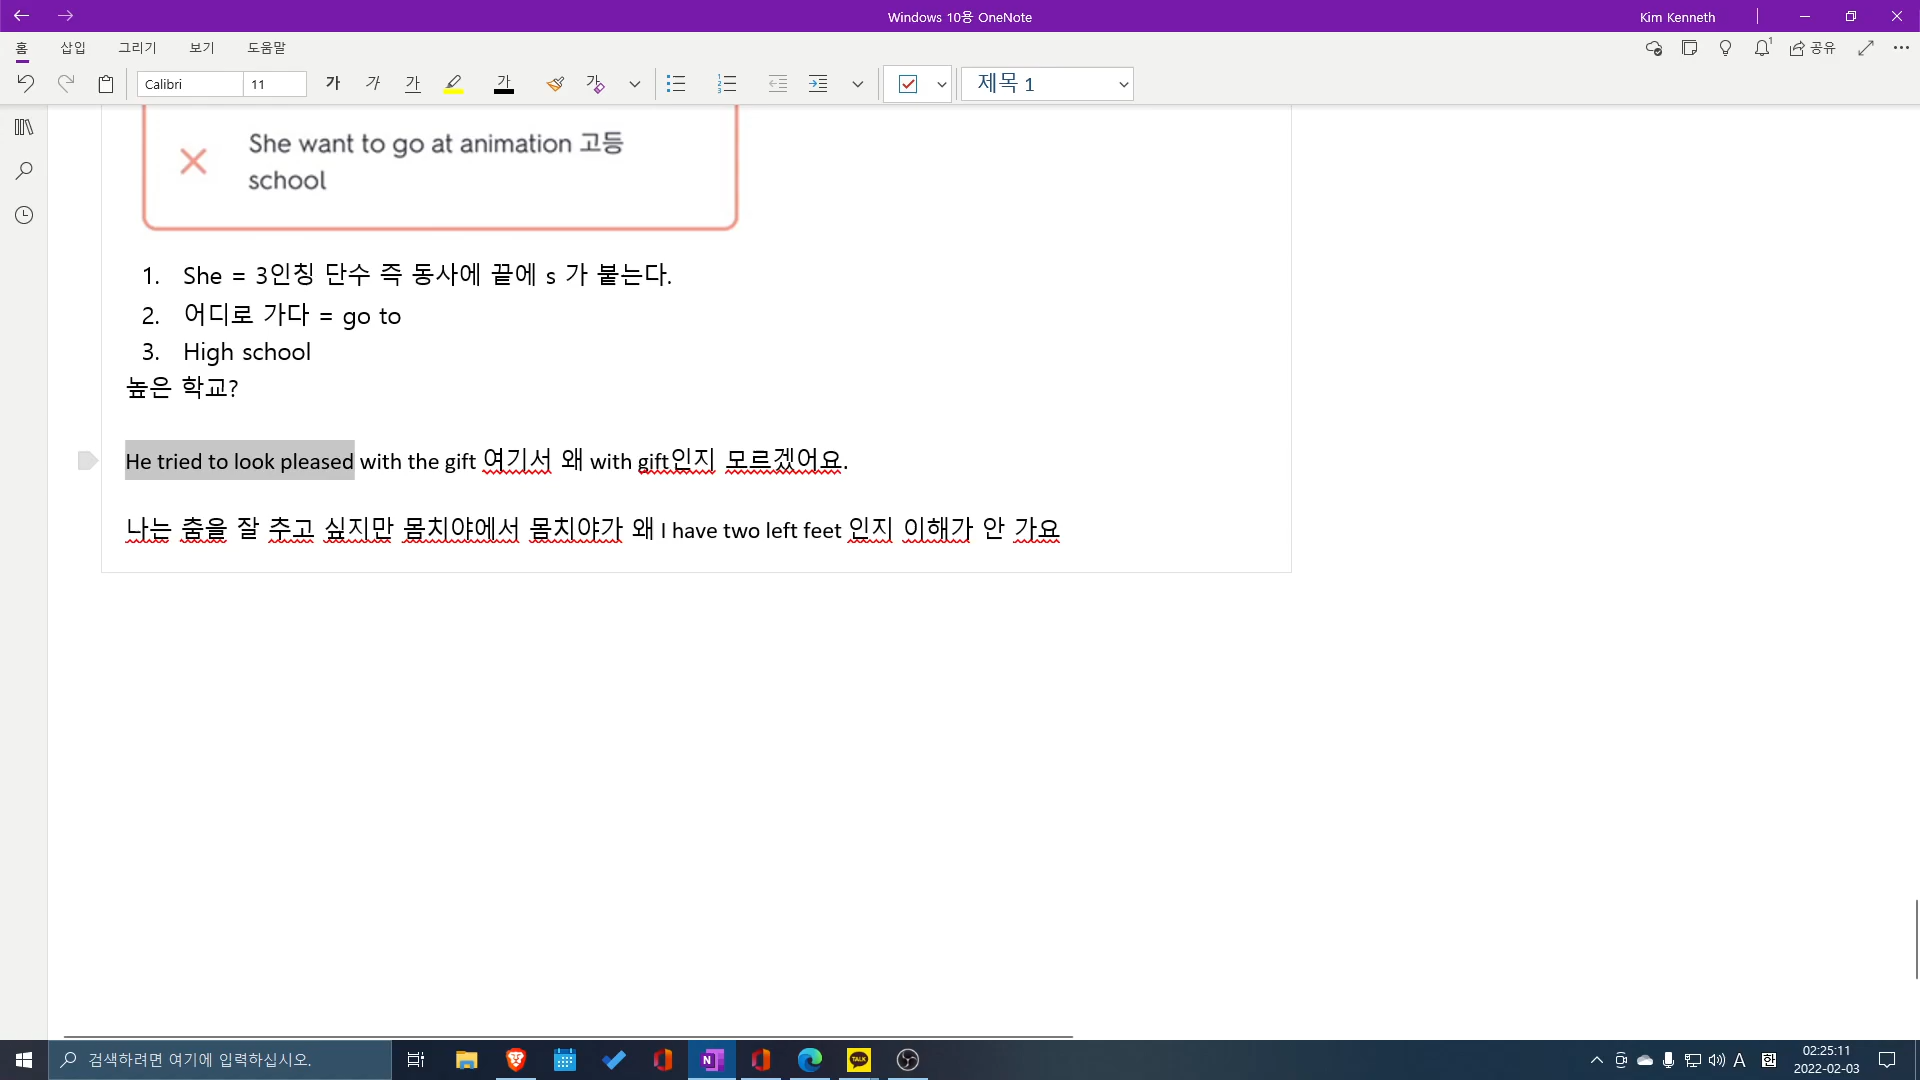 Windows 10용 OneNote
Kim Kenneth
홈 삽입 그리기 보기 도움말
1
공유
Calibri 11 가 가 가 가 가 제목 1
She want to go at animation 고등
school
1. She = 3인칭 단수 즉 동사에 끝에 s 가 붙는다.
2. 어디로 가다 = go to
3. High school
높은 학교?
He tried to look pleased with the gift 여기서 왜 with gift인지 모르겠어요.
나는 춤을 잘 추고 싶지만 몸치야에서 몸치야가 왜 I have two left feet 인지 이해가 안 가요
검색하려면 여기에 입력하십시오.
N
TALK
A 한
02:25:11
2022-02-03